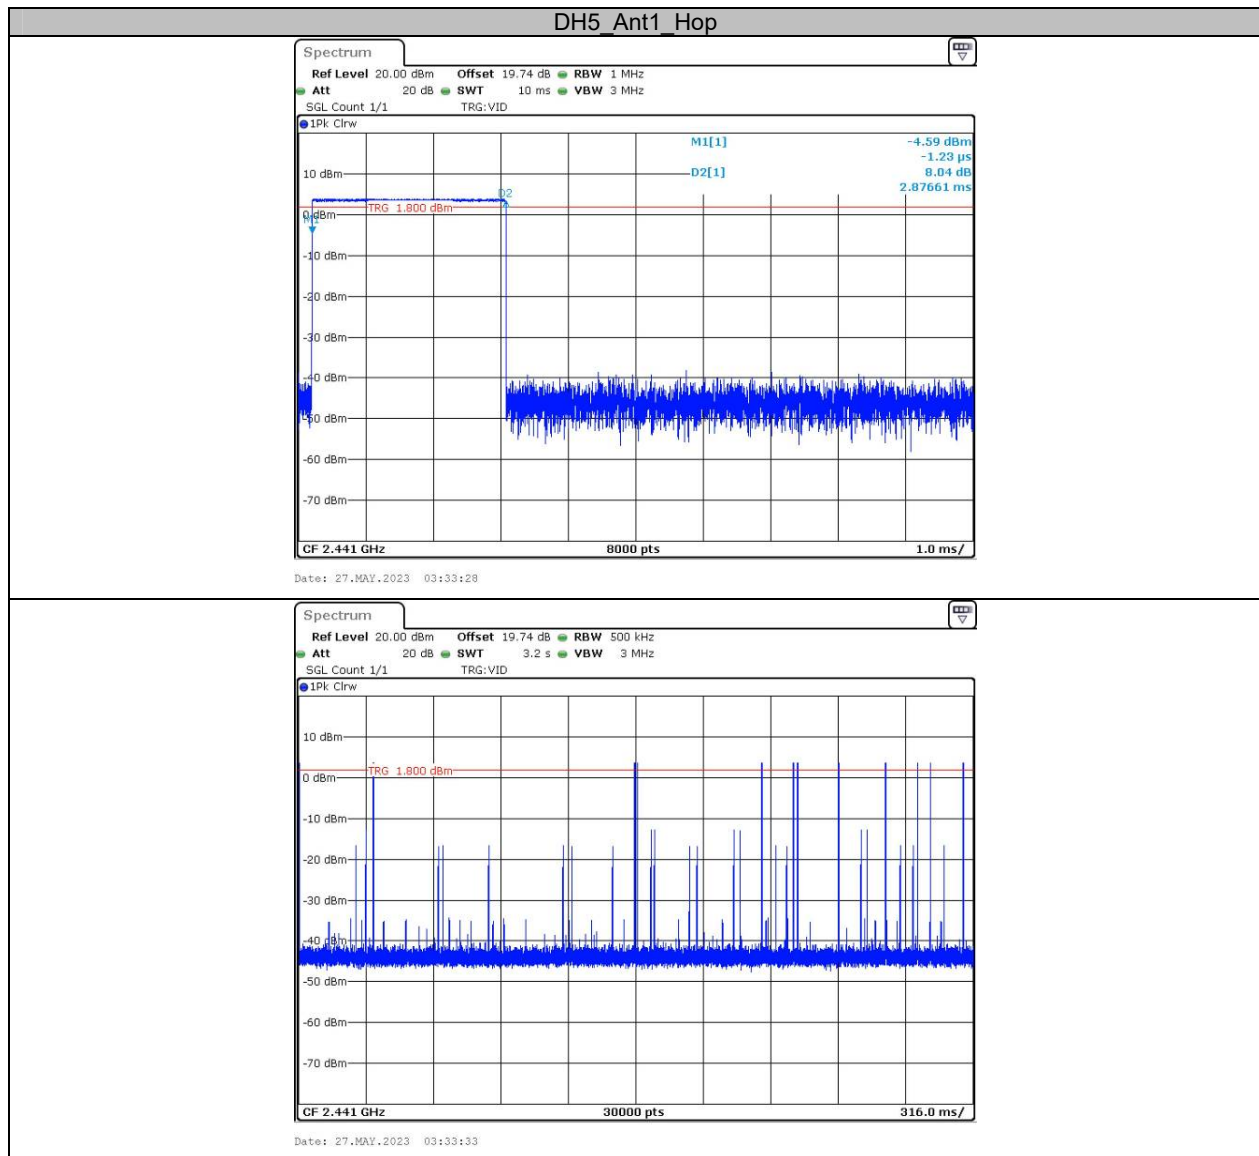 DH5_Ant1_Hop
Spectrum
Ref Level 20.00 dBm Offset 19.74 dB RBW 1 MHz
Att 20 dB SWT 10 ms VBW 3 MHz
SGL Count 1/1 TRG:VID
1Pk Clrw
M1[1] -4.59 dBm
-1.23 µs
10 dBm D2[1] 8.04 dB
2.87661 ms
D2
TRG 1.800 dBm
0 dBm
M1
-10 dBm
-20 dBm
-30 dBm
-40 dBm
-50 dBm
-60 dBm
-70 dBm
CF 2.441 GHz 8000 pts 1.0 ms/
Date: 27.MAY.2023 03:33:28
Spectrum
Ref Level 20.00 dBm Offset 19.74 dB RBW 500 kHz
Att 20 dB SWT 3.2 s VBW 3 MHz
SGL Count 1/1 TRG:VID
1Pk Clrw
10 dBm
TRG 1.800 dBm
0 dBm
-10 dBm
-20 dBm
-30 dBm
-40 dBm
-50 dBm
-60 dBm
-70 dBm
CF 2.441 GHz 30000 pts 316.0 ms/
Date: 27.MAY.2023 03:33:33